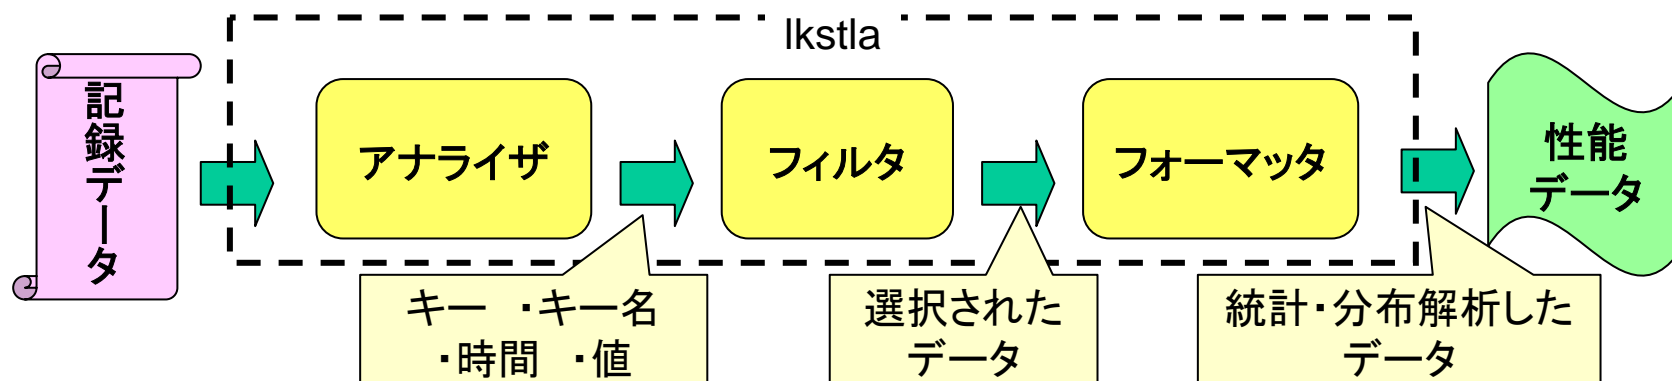 lkstla
記録データ
アナライザ
フィルタ
フォーマッタ
性能
データ
キー ・キー名
・時間 ・値
選択された
データ
統計・分布解析した
データ